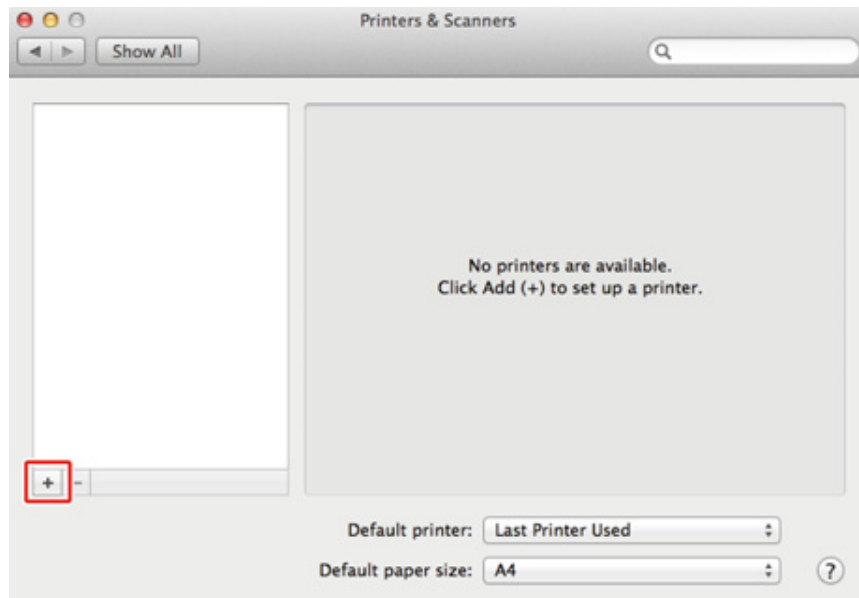 Printers & Scanners
Show All
No printers are available.
Click Add (+) to set up a printer.
+ -
Default printer: Last Printer Used
Default paper size: A4 ?